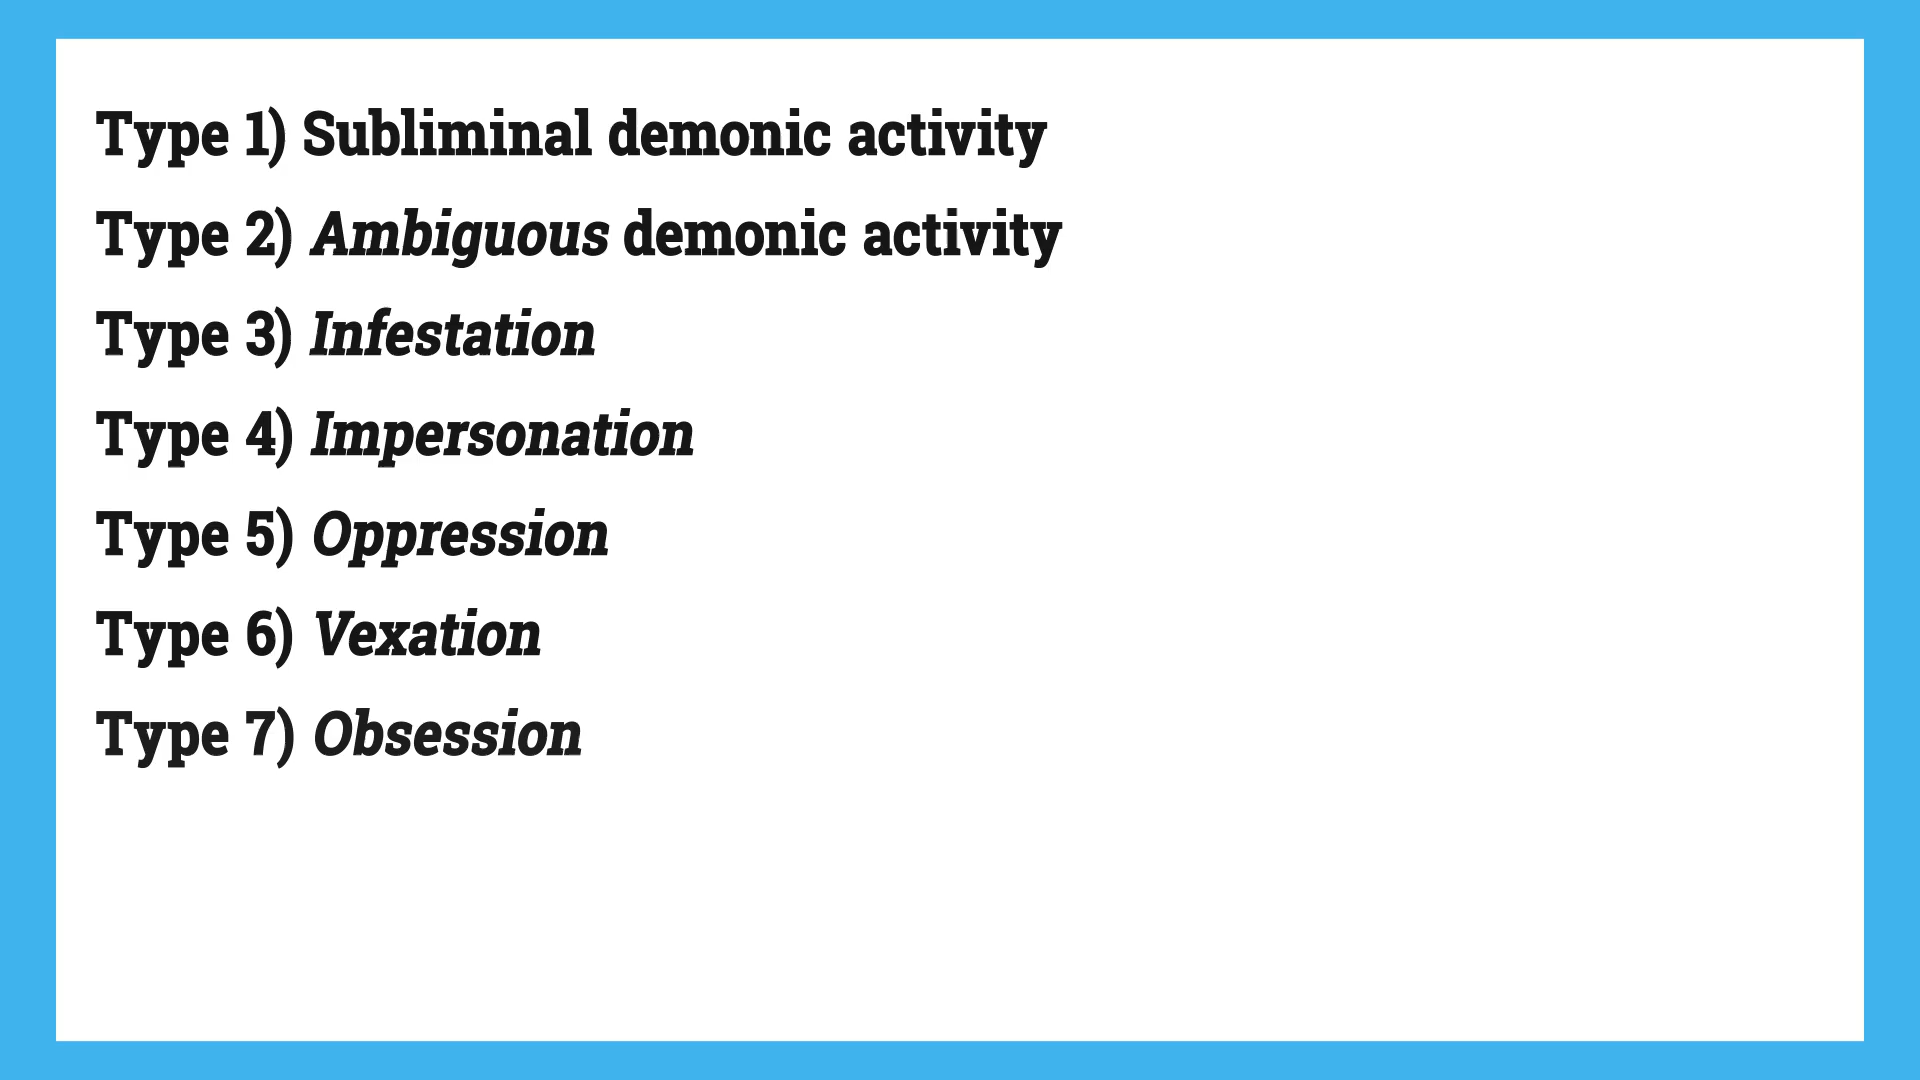 Type 1) Subliminal demonic activity
Type 2) Ambiguous demonic activity
Type 3) Infestation
Type 4) Impersonation
Type 5) Oppression
Type 6) Vexation
Type 7) Obsession